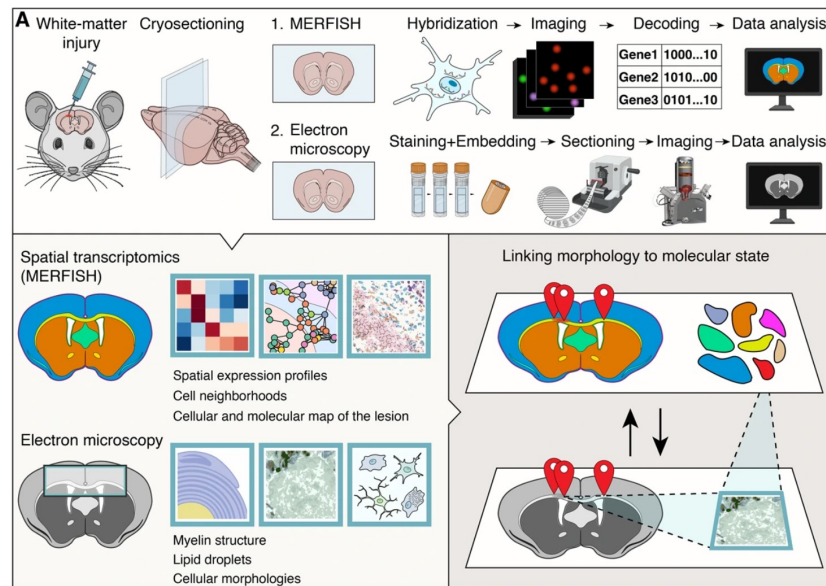 A
White-matter
injury
Cryosectioning
1. MERFISH
2. Electron
microscopy
Hybridization → Imaging → Decoding → Data analysis
Gene1 1000...10
Gene2 1010...00
Gene3 0101...10
Staining+Embedding → Sectioning → Imaging → Data analysis
Spatial transcriptomics
(MERFISH)
Spatial expression profiles
Cell neighborhoods
Cellular and molecular map of the lesion
Electron microscopy
Myelin structure
Lipid droplets
Cellular morphologies
Linking morphology to molecular state